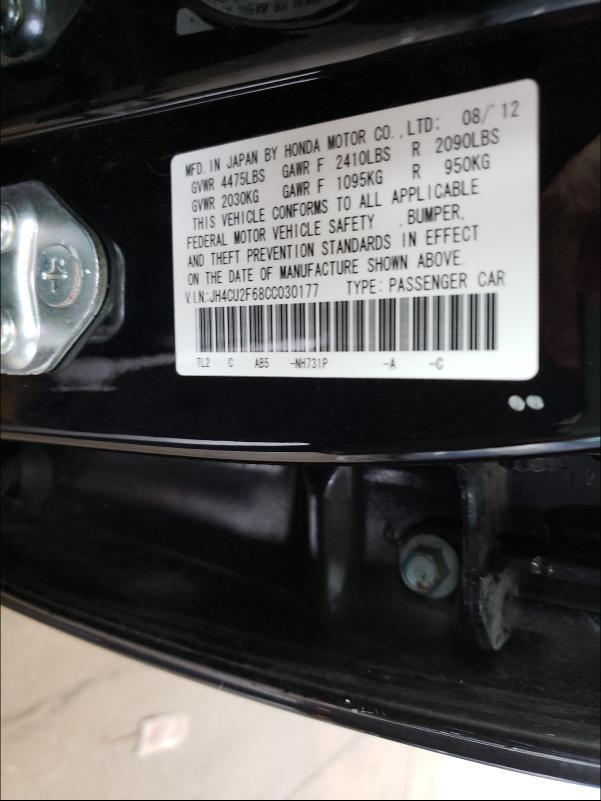 MFD. IN JAPAN BY HONDA MOTOR CO.,LTD: 08/12
GVWR 4475LBS GAWR F 2410LBS R 2090LBS
GVWR 2030KG GAWR F 1095KG R 950KG
THIS VEHICLE CONFORMS TO ALL APPLICABLE
FEDERAL MOTOR VEHICLE SAFETY ,BUMPER,
AND THEFT PREVENTION STANDARDS IN EFFECT
ON THE DATE OF MANUFACTURE SHOWN ABOVE.
V.I.N:JH4CU2F68CC030177 TYPE: PASSENGER CAR
TL2 C AB5 -NH731P -A -C